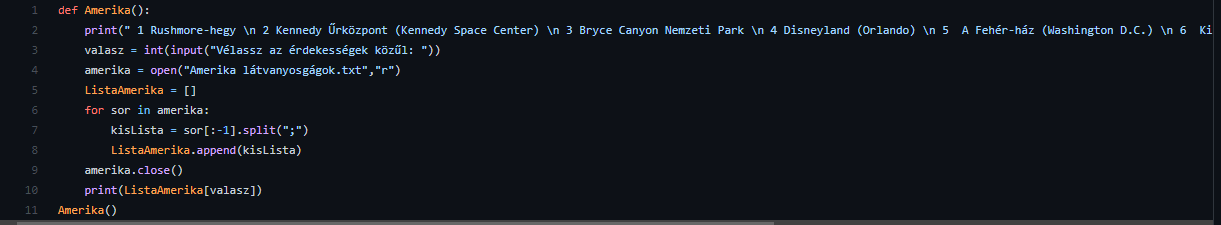 1 def Amerika():
2 print(" 1 Rushmore-hegy \n 2 Kennedy Űrközpont (Kennedy Space Center) \n 3 Bryce Canyon Nemzeti Park \n 4 Disneyland (Orlando) \n 5  A Fehér-ház (Washington D.C.) \n 6  Ki
3 valasz = int(input("Vélassz az érdekességek közűl: "))
4 amerika = open("Amerika látványosgágok.txt","r")
5 ListaAmerika = []
6 for sor in amerika:
7 kisLista = sor[:-1].split(";")
8 ListaAmerika.append(kisLista)
9 amerika.close()
10 print(ListaAmerika[valasz])
11 Amerika()